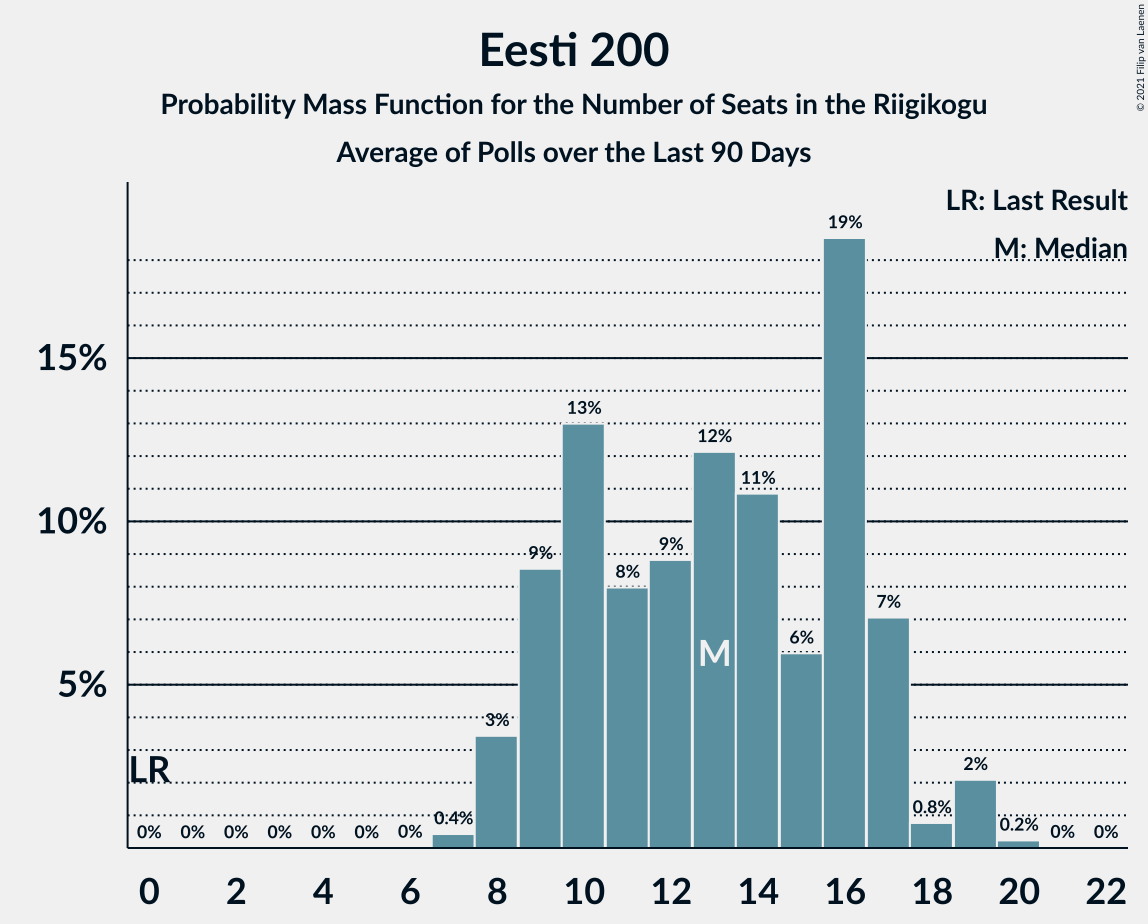 Eesti 200
Probability Mass Function for the Number of Seats in the Riigikogu
Average of Polls over the Last 90 Days
© 2021 Filip van Laenen
LR: Last Result
M: Median
19%
15%
13%
12%
11%
10%
9%
9%
8%
7%
6%
M
5%
3%
LR
2%
0% 0% 0% 0% 0% 0% 0% 0.4% 0.8% 0.2% 0% 0%
0 2 4 6 8 10 12 14 16 18 20 22